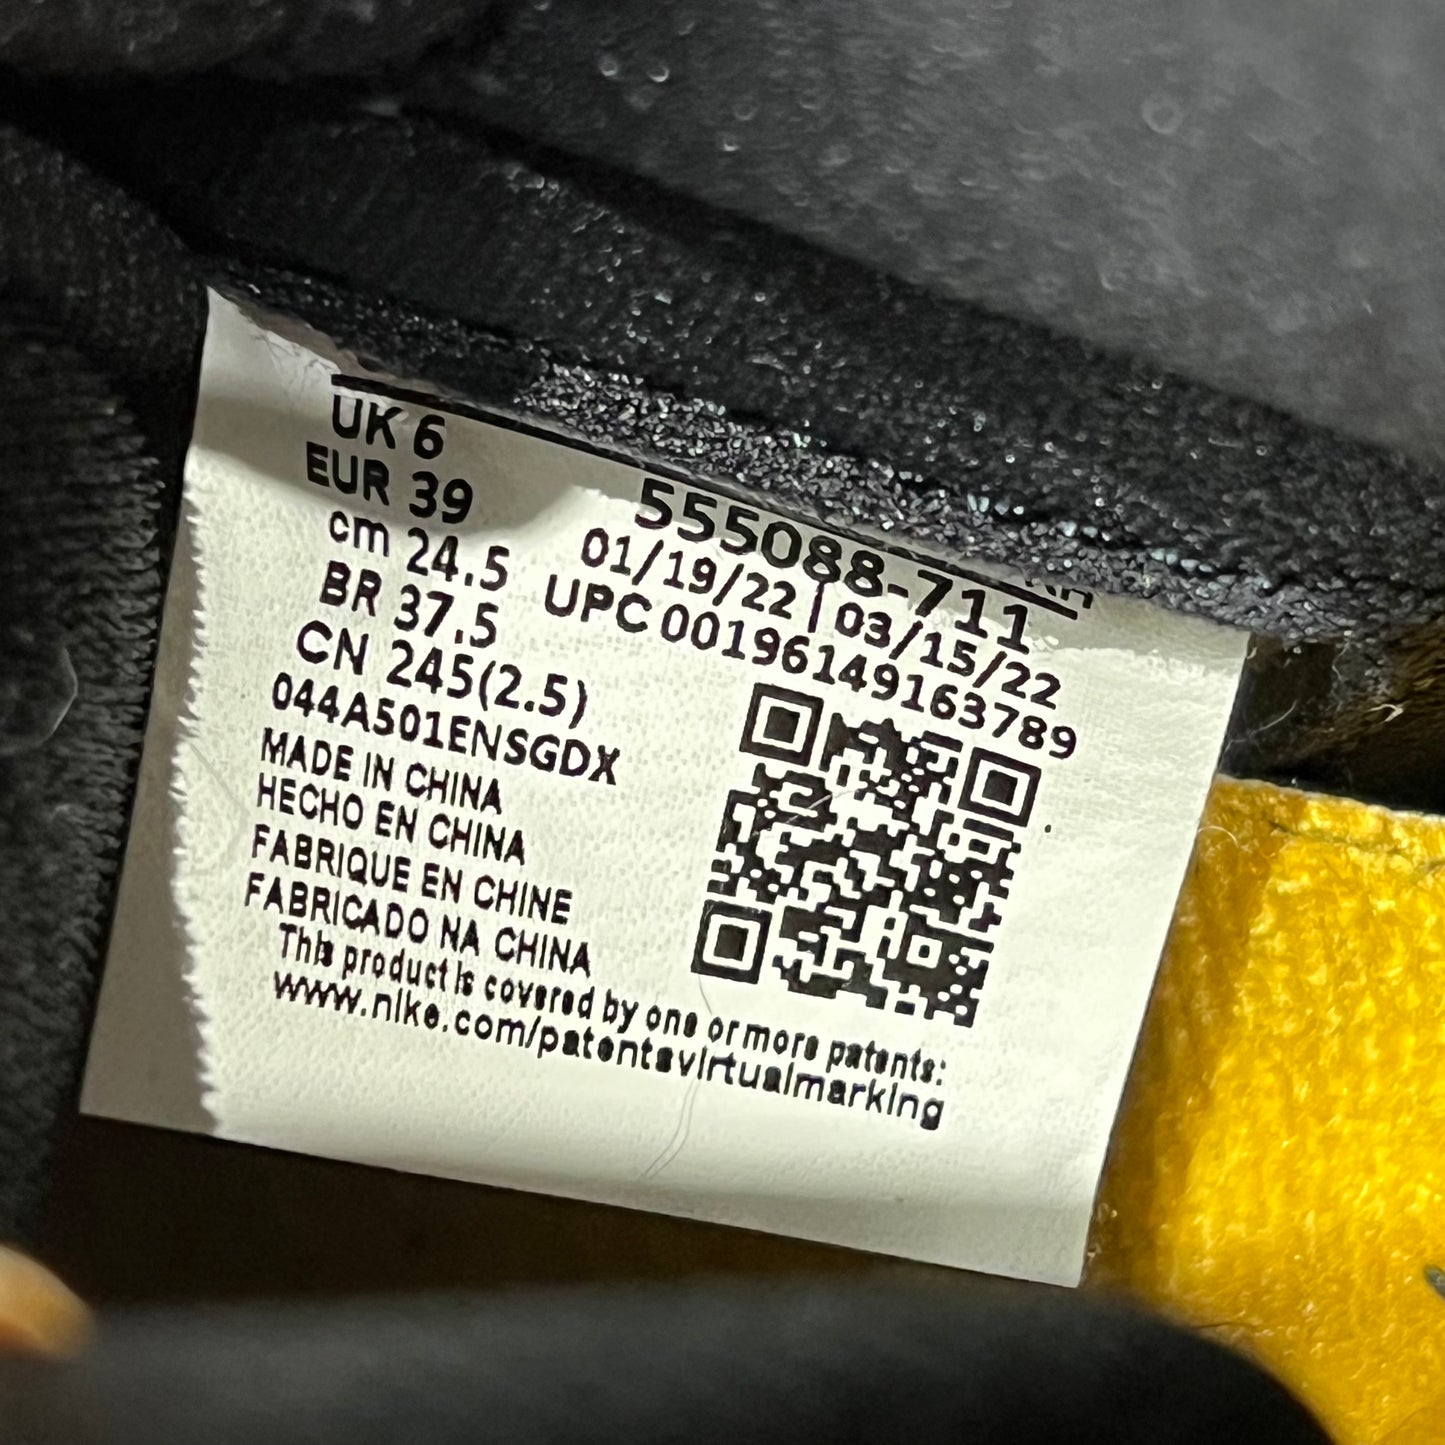 UK 6
EUR 39
cm 24.5
BR 37.5
CN 245(2.5)
555088-711
01/19/22 | 03/15/22
UPC 00196149163789
044A501ENSGDX
MADE IN CHINA
HECHO EN CHINA
FABRIQUE EN CHINE
FABRICADO NA CHINA
This product is covered by one or more patents:
www.nike.com/patentsvirtualmarking